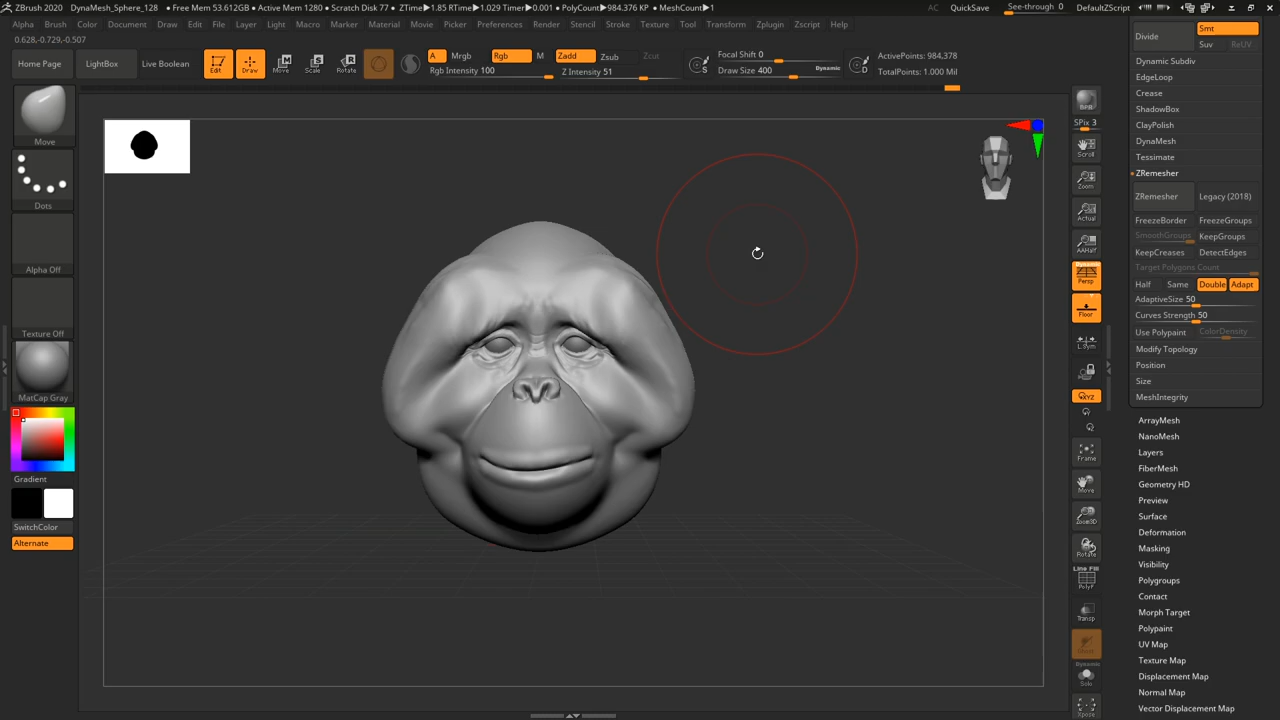 ZBrush 2020 DynaMesh_Sphere_128 • Free Mem 53.612GB • Active Mem 1280 • Scratch Disk 77 • ZTime▸1.85 RTime▸1.029 Timer▸0.001 • PolyCount▸984.376 KP • MeshCount▸1 AC QuickSave See-through 0 DefaultZScript
Alpha Brush Color Document Draw Edit File Layer Light Macro Marker Material Movie Picker Preferences Render Stencil Stroke Texture Tool Transform Zplugin Zscript Help
0.628,-0.729,-0.507
Home Page LightBox Live Boolean
Edit Draw Move Scale Rotate
A Mrgb Rgb M Zadd Zsub Zcut
Rgb Intensity 100 Z Intensity 51
Focal Shift 0
Draw Size 400 Dynamic
S D
ActivePoints: 984,378
TotalPoints: 1.000 Mil
Move
Dots
Alpha Off
Texture Off
MatCap Gray
Gradient
SwitchColor
Alternate
BPR
SPix 3
Scroll
Zoom
Actual
AAHalf
Dynamic
Persp
Floor
L.Sym
XYZ
Frame
Move
Zoom3D
Rotate
Line Fill
PolyF
Transp
Ghost
Dynamic
Solo
Xpose
Divide Smt
Suv ReUV
Dynamic Subdiv
EdgeLoop
Crease
ShadowBox
ClayPolish
DynaMesh
Tessimate
ZRemesher
ZRemesher Legacy (2018)
FreezeBorder FreezeGroups
SmoothGroups KeepGroups
KeepCreases DetectEdges
Target Polygons Count
Half Same Double Adapt
AdaptiveSize 50
Curves Strength 50
Use Polypaint ColorDensity
Modify Topology
Position
Size
MeshIntegrity
ArrayMesh
NanoMesh
Layers
FiberMesh
Geometry HD
Preview
Surface
Deformation
Masking
Visibility
Polygroups
Contact
Morph Target
Polypaint
UV Map
Texture Map
Displacement Map
Normal Map
Vector Displacement Map